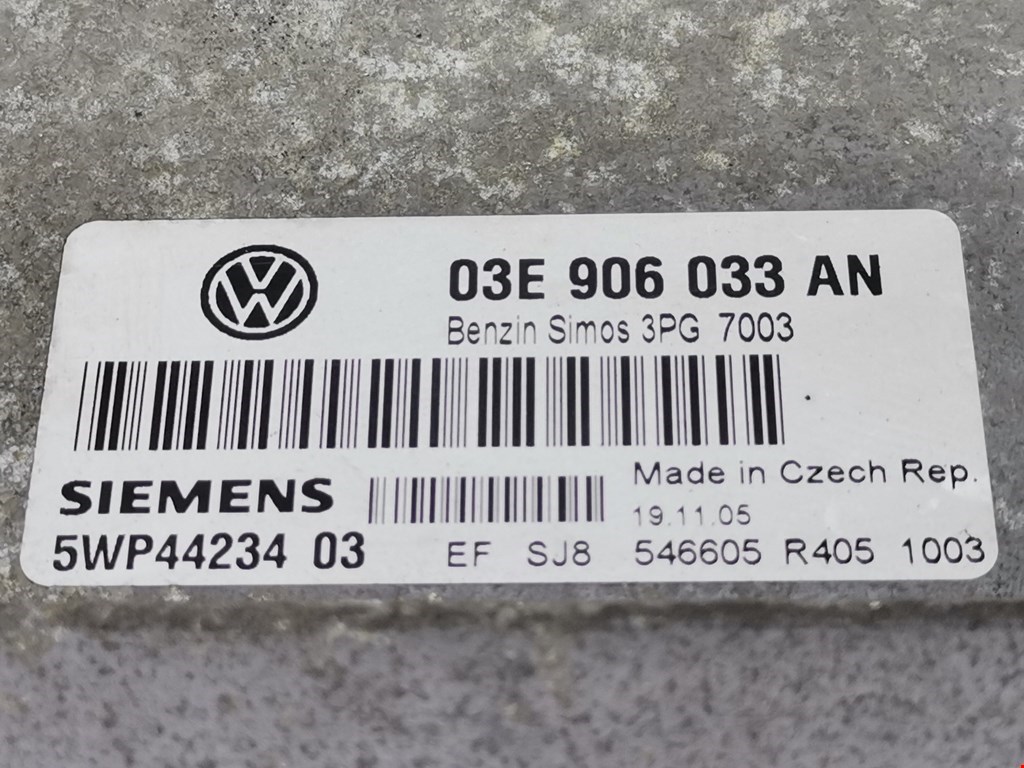 03E 906 033 AN
Benzin Simos 3PG 7003
SIEMENS
Made in Czech Rep.
19.11.05
5WP44234 03
EF SJ8 546605 R405 1003